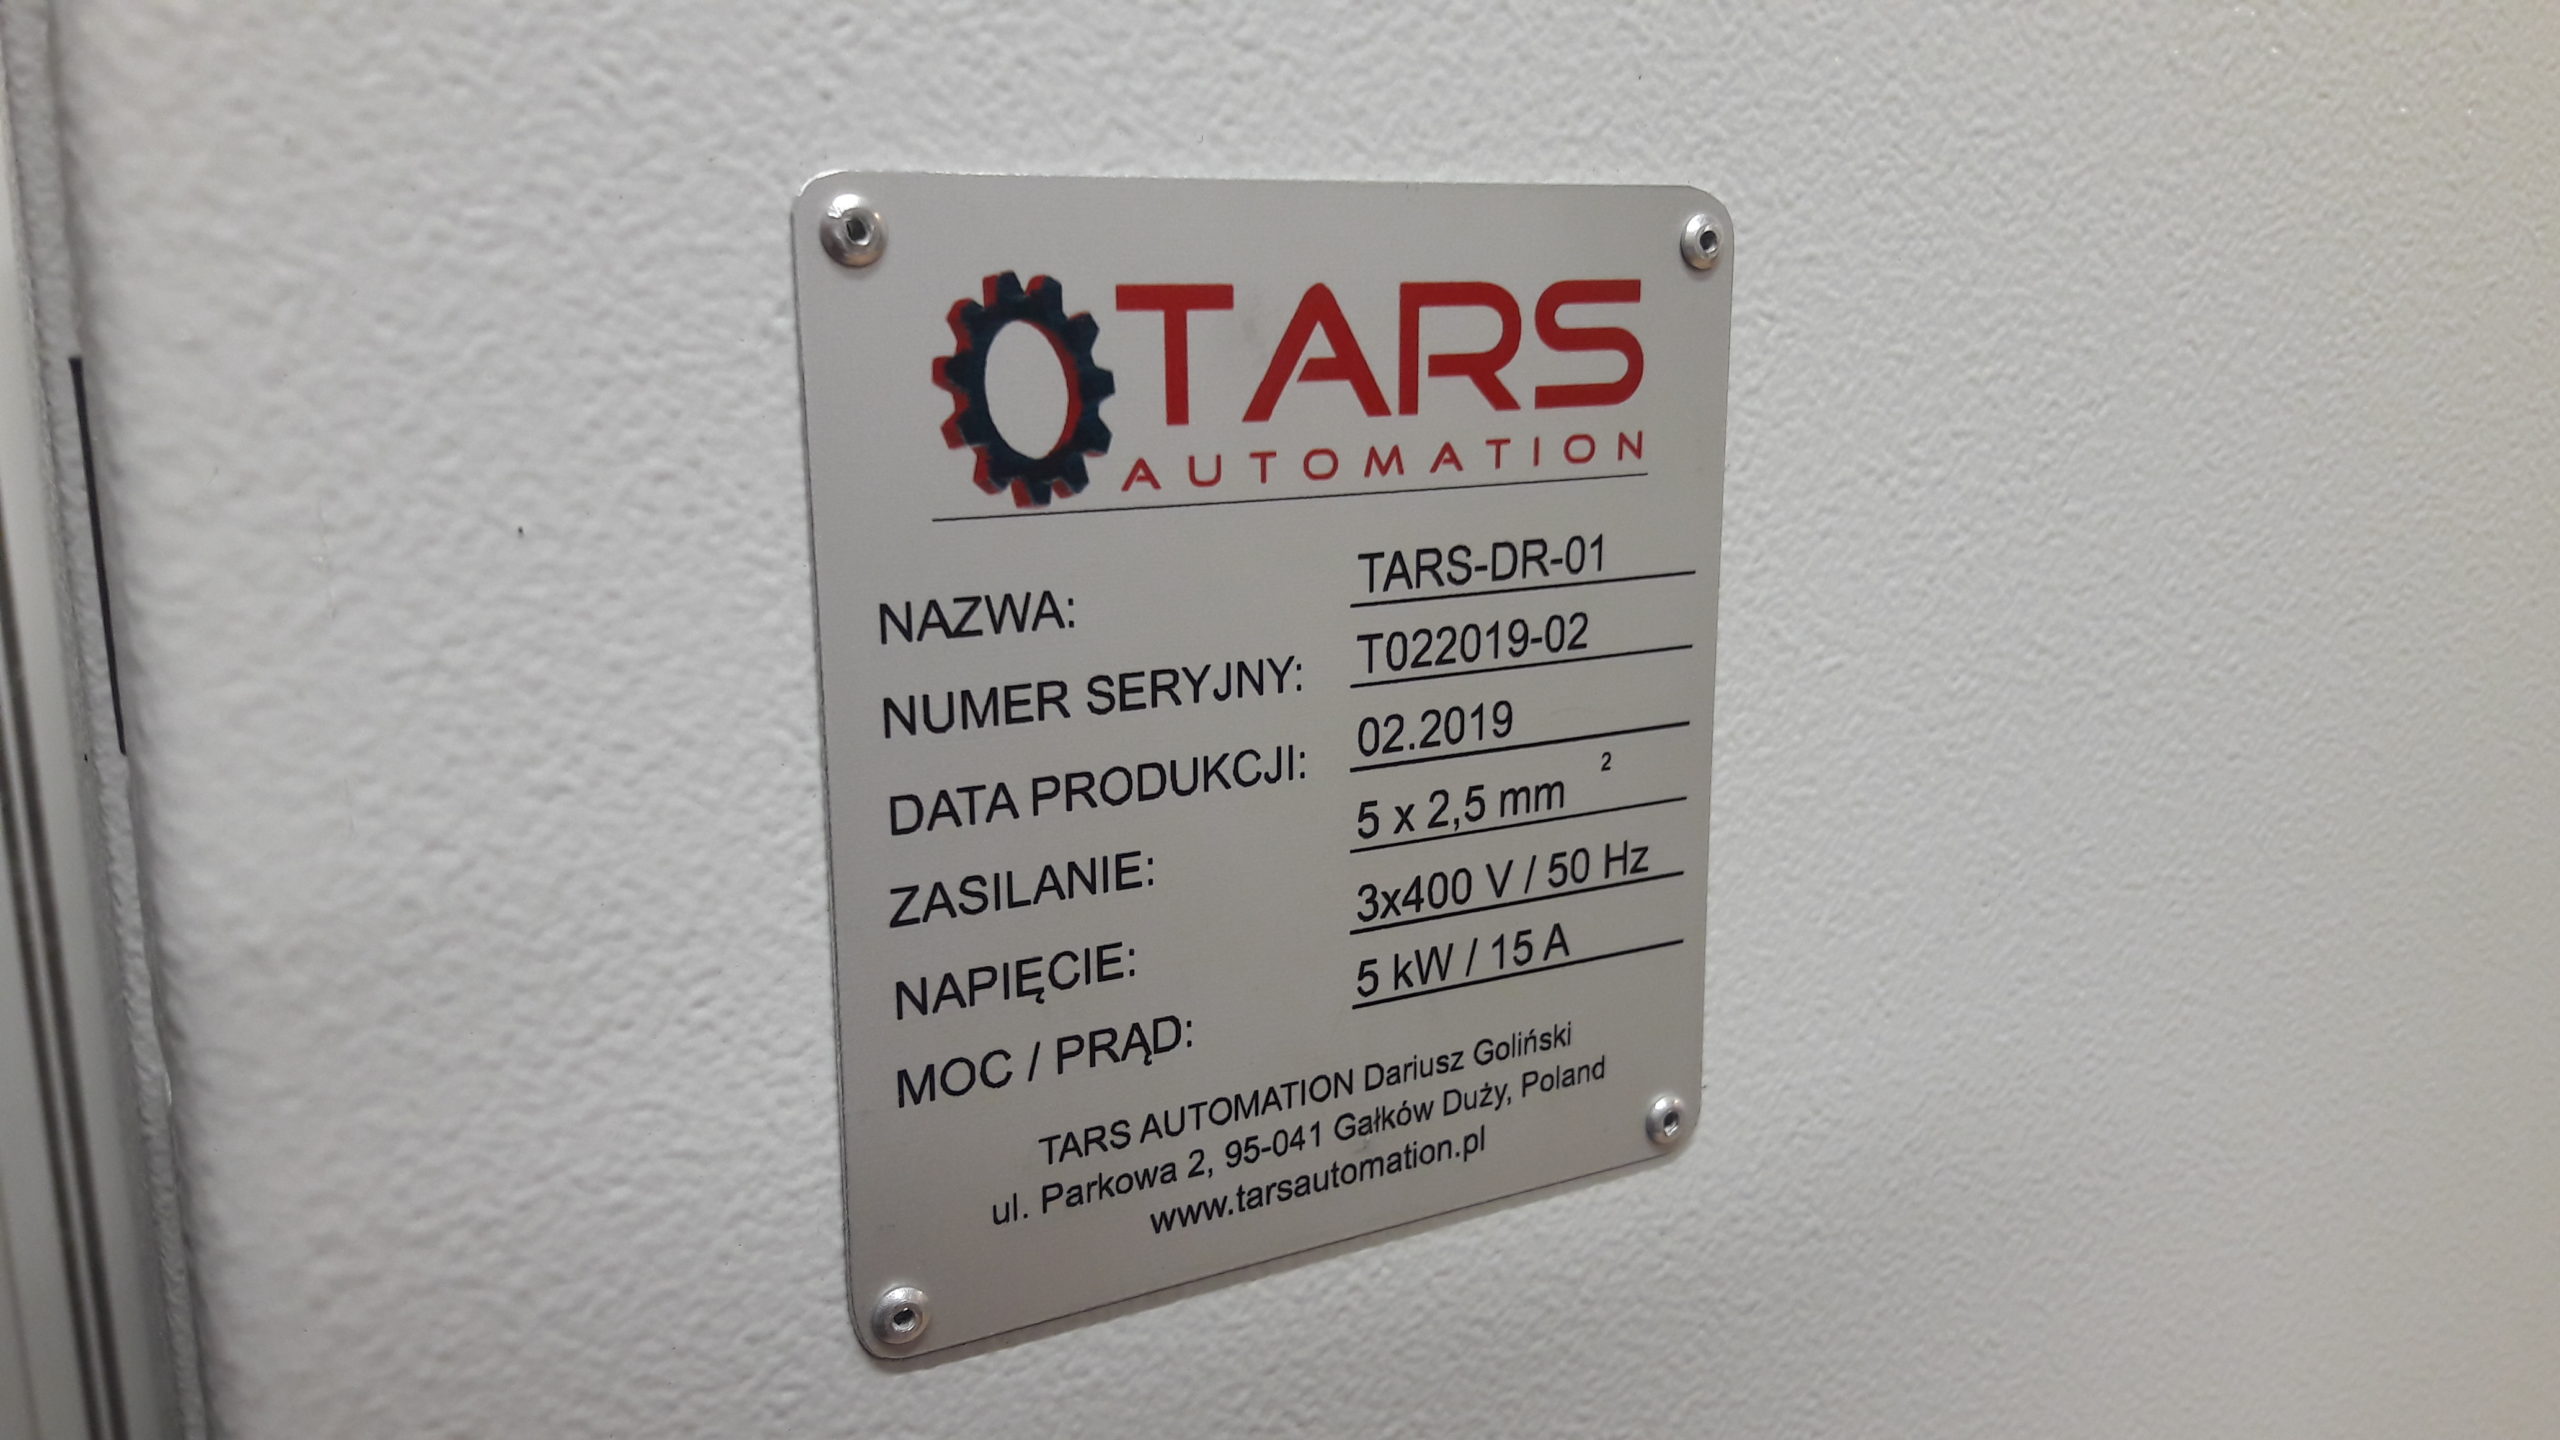 TARS
AUTOMATION
NAZWA: TARS-DR-01
NUMER SERYJNY: T022019-02
DATA PRODUKCJI: 02.2019
ZASILANIE: 5 x 2,5 mm ²
NAPIĘCIE: 3x400 V / 50 Hz
MOC / PRĄD: 5 kW / 15 A
TARS AUTOMATION Dariusz Goliński
ul. Parkowa 2, 95-041 Gałków Duży, Poland
www.tarsautomation.pl